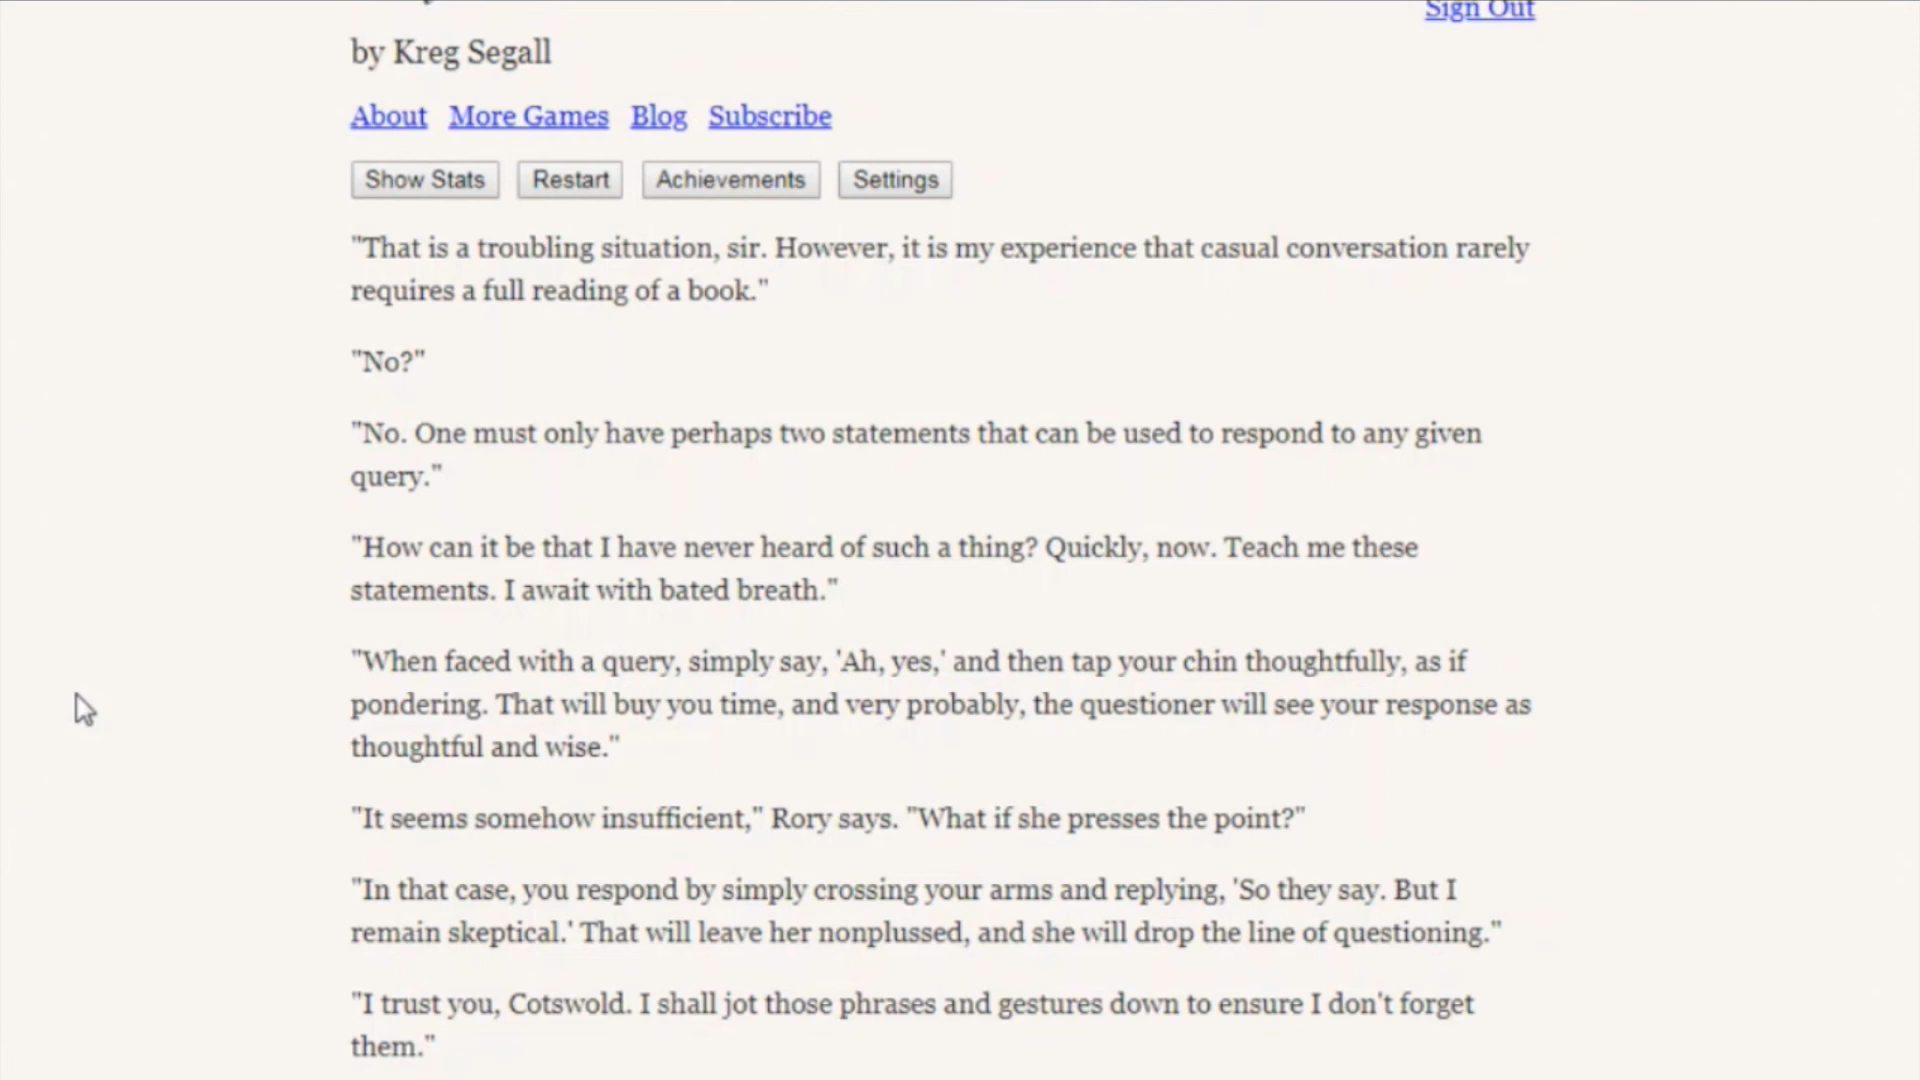 Sign Out
by Kreg Segall
About More Games Blog Subscribe
Show Stats Restart Achievements Settings
"That is a troubling situation, sir. However, it is my experience that casual conversation rarely
requires a full reading of a book."
"No?"
"No. One must only have perhaps two statements that can be used to respond to any given
query."
"How can it be that I have never heard of such a thing? Quickly, now. Teach me these
statements. I await with bated breath."
"When faced with a query, simply say, 'Ah, yes,' and then tap your chin thoughtfully, as if
pondering. That will buy you time, and very probably, the questioner will see your response as
thoughtful and wise."
"It seems somehow insufficient," Rory says. "What if she presses the point?"
"In that case, you respond by simply crossing your arms and replying, 'So they say. But I
remain skeptical.' That will leave her nonplussed, and she will drop the line of questioning."
"I trust you, Cotswold. I shall jot those phrases and gestures down to ensure I don't forget
them."